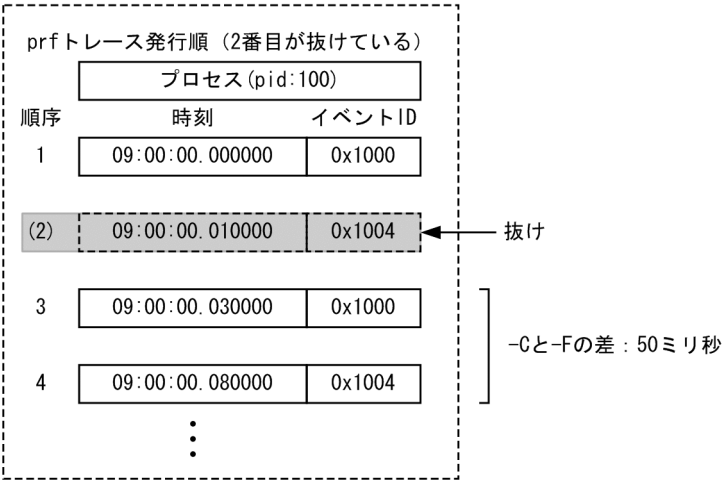 prfトレース発行順（2番目が抜けている）
プロセス(pid:100)
順序 時刻 イベントID
1 09:00:00.000000 0x1000
(2) 09:00:00.010000 0x1004 抜け
3 09:00:00.030000 0x1000
-Cと-Fの差：50ミリ秒
4 09:00:00.080000 0x1004